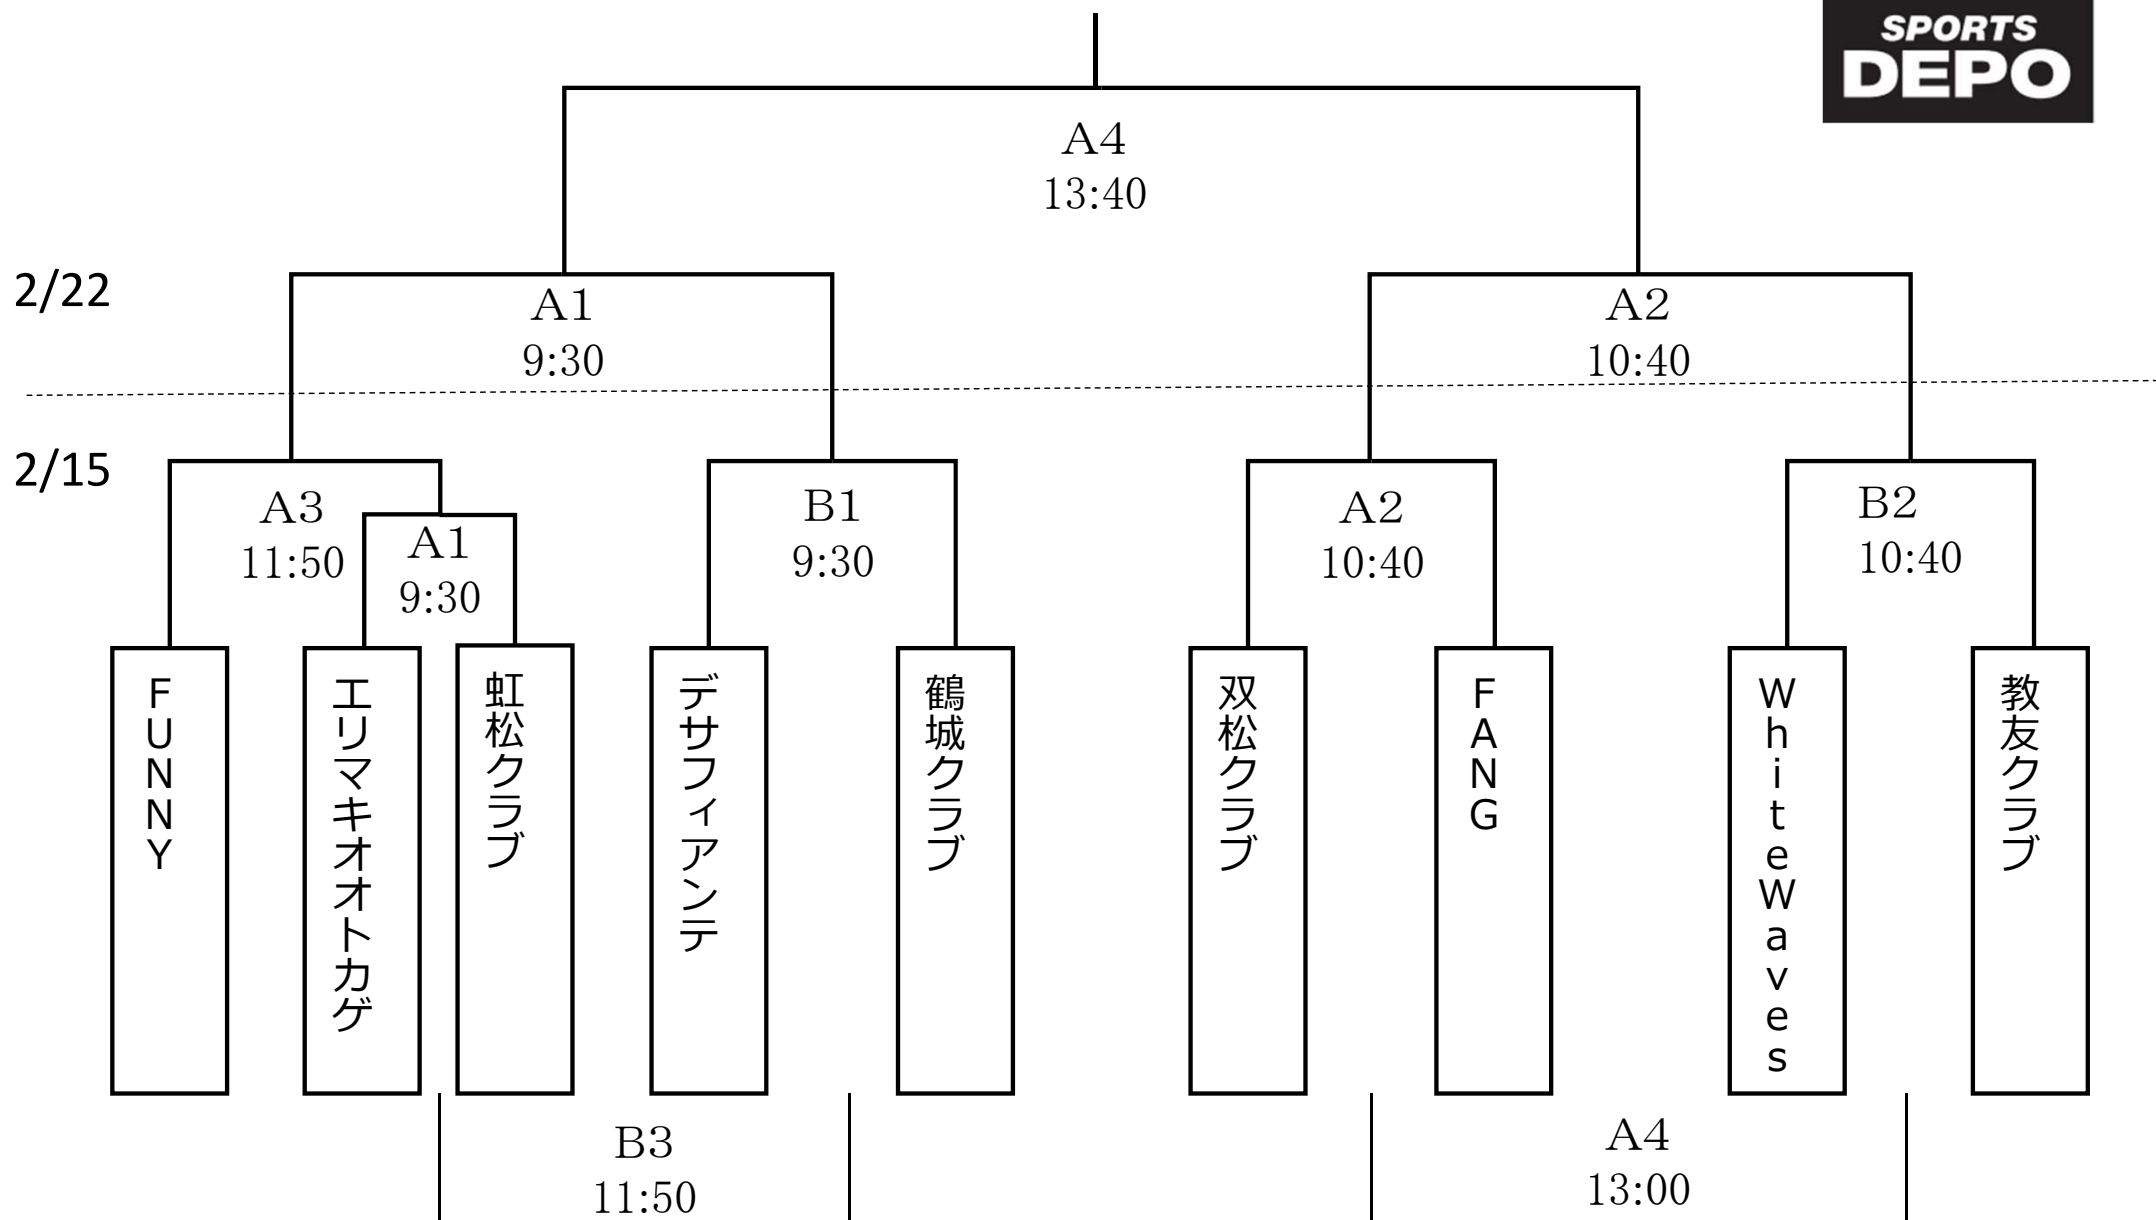 SPORTS
DEPO
A4
13:40
2/22
A1
9:30
A2
10:40
2/15
A3
11:50
A1
9:30
B1
9:30
A2
10:40
B2
10:40
FUNNY
エリマキオオトカゲ
虹松クラブ
デサフィアンテ
鶴城クラブ
双松クラブ
FANG
WhiteWaves
教友クラブ
B3
11:50
A4
13:00